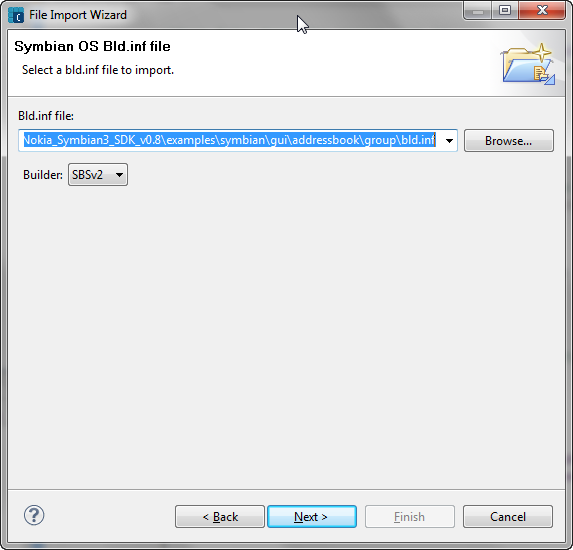 File Import Wizard
Symbian OS Bld.inf file
Select a bld.inf file to import.
Bld.inf file:
Nokia_Symbian3_SDK_v0.8\examples\symbian\gui\addressbook\group\bld.inf
Browse...
Builder: SBSv2
?
< Back
Next >
Finish
Cancel